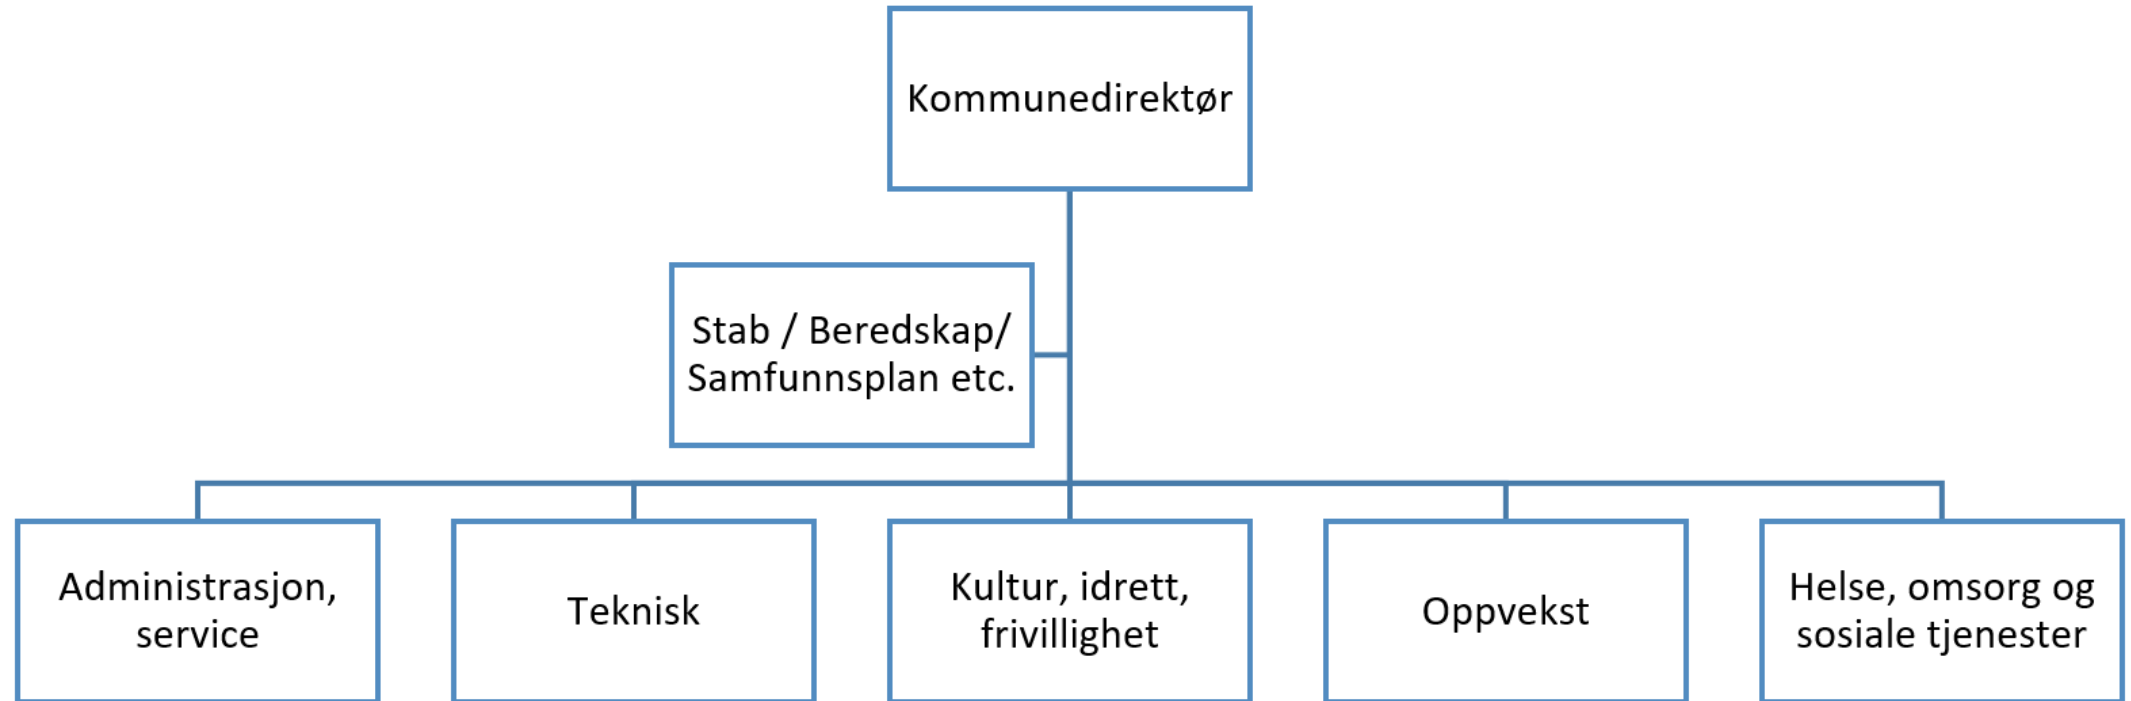 Kommunedirektør
Stab / Beredskap/
Samfunnsplan etc.
Administrasjon,
service
Teknisk
Kultur, idrett,
frivillighet
Oppvekst
Helse, omsorg og
sosiale tjenester